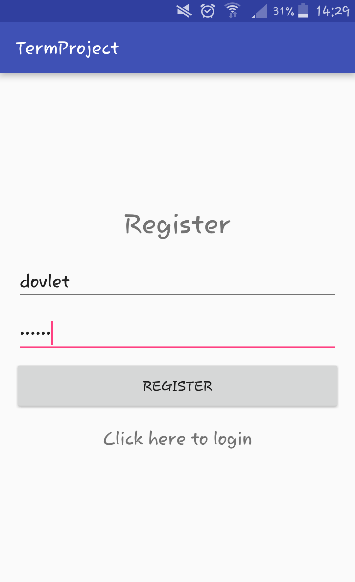 31% 14:29
TermProject
Register
dovlet
••••••
REGISTER
Click here to login